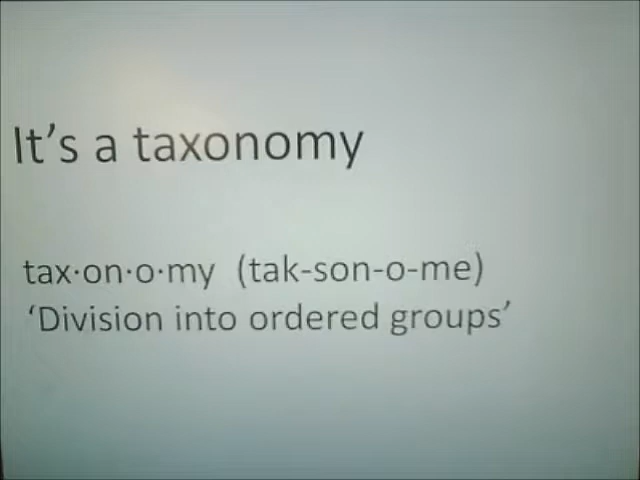 It's a taxonomy
tax·on·o·my (tak-son-o-me)
‘Division into ordered groups’